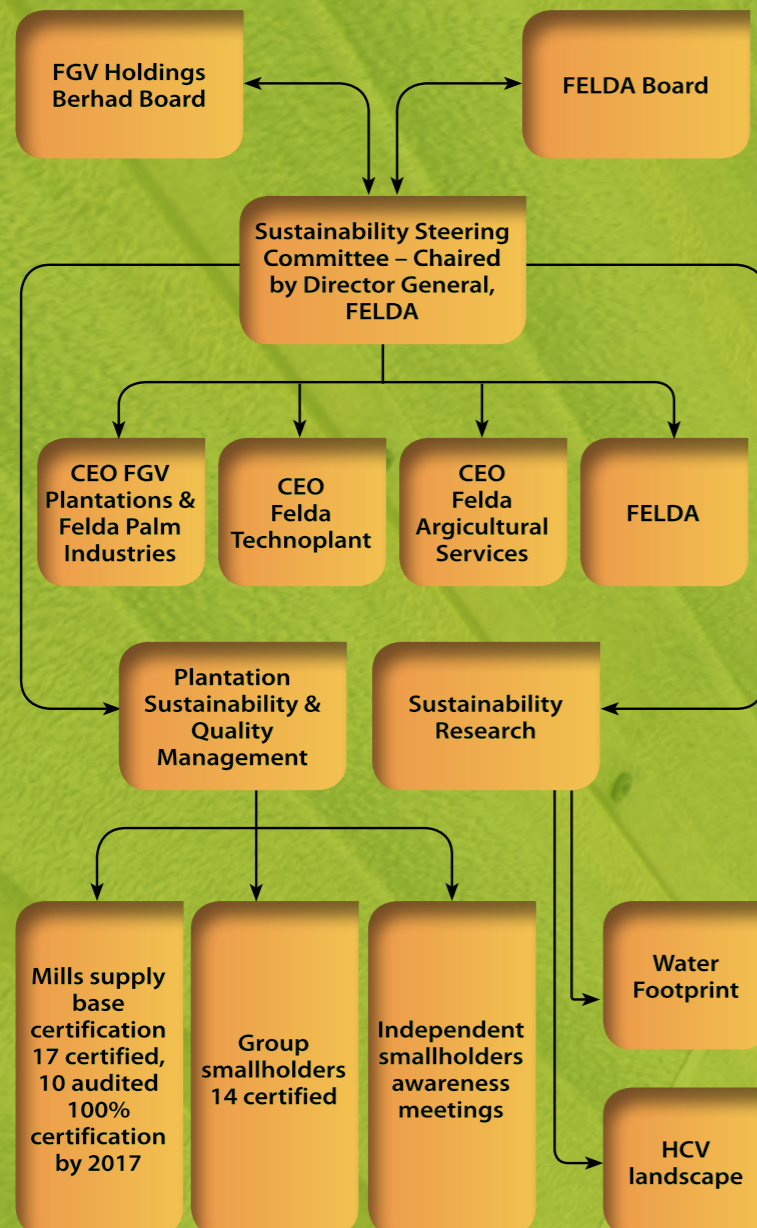 FGV Holdings
Berhad Board
FELDA Board
Sustainability Steering
Committee – Chaired
by Director General,
FELDA
CEO FGV
Plantations &
Felda Palm
Industries
CEO
Felda
Technoplant
CEO
Felda
Argicultural
Services
FELDA
Plantation
Sustainability &
Quality
Management
Sustainability
Research
Mills supply
base
certification
17 certified,
10 audited
100%
certification
by 2017
Group
smallholders
14 certified
Independent
smallholders
awareness
meetings
Water
Footprint
HCV
landscape